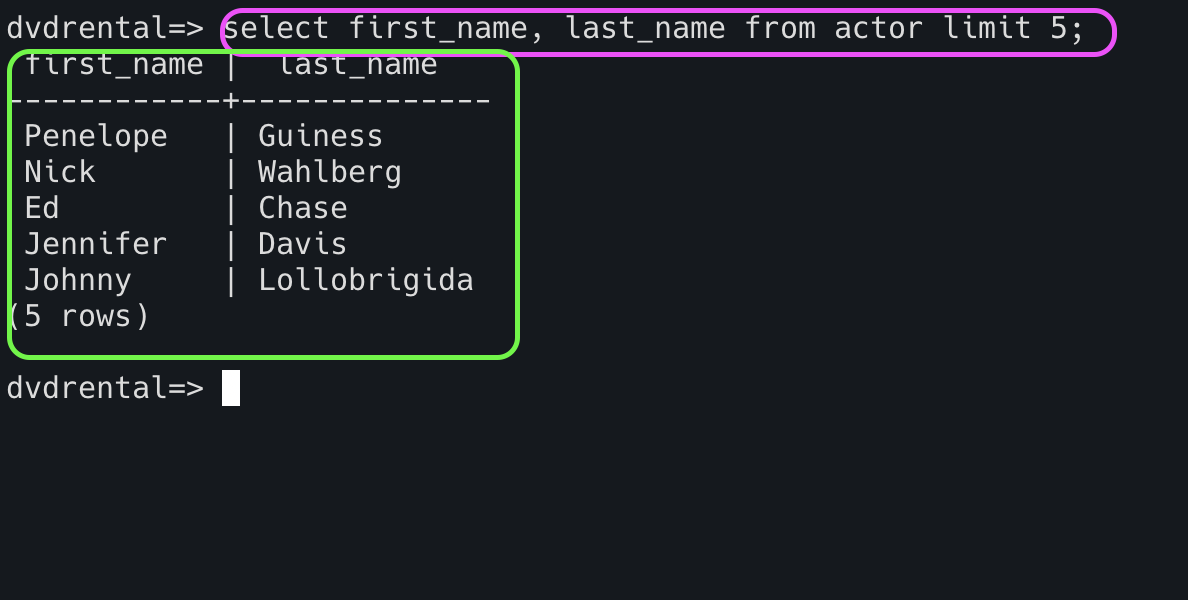 dvdrental=> select first_name, last_name from actor limit 5;
 first_name |  last_name
------------+--------------
 Penelope   | Guiness
 Nick       | Wahlberg
 Ed         | Chase
 Jennifer   | Davis
 Johnny     | Lollobrigida
(5 rows)
dvdrental=>